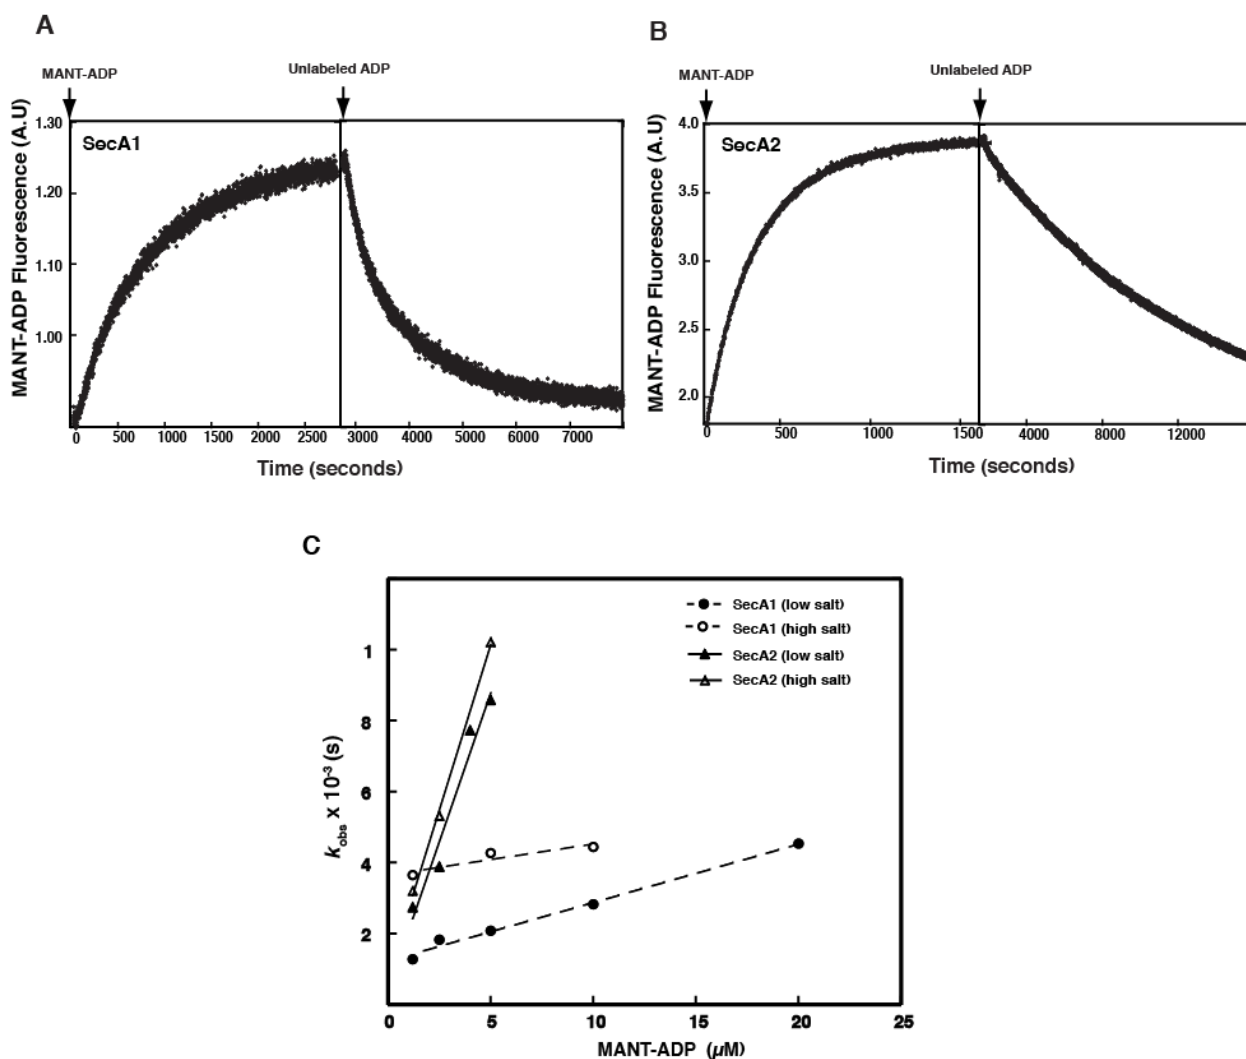 A
MANT-ADP
Unlabeled ADP
MANT-ADP Fluorescence (A.U)
1.30
1.20
1.10
1.00
SecA1
0 500 1000 1500 2000 2500 3000 4000 5000 6000 7000
Time (seconds)
B
MANT-ADP
Unlabeled ADP
MANT-ADP Fluorescence (A.U)
4.0
3.5
3.0
2.5
2.0
SecA2
0 500 1000 1500 4000 8000 12000
Time (seconds)
C
SecA1 (low salt)
SecA1 (high salt)
SecA2 (low salt)
SecA2 (high salt)
kobs x 10-3 (s)
1
8
6
4
2
0 5 10 15 20 25
MANT-ADP (μM)